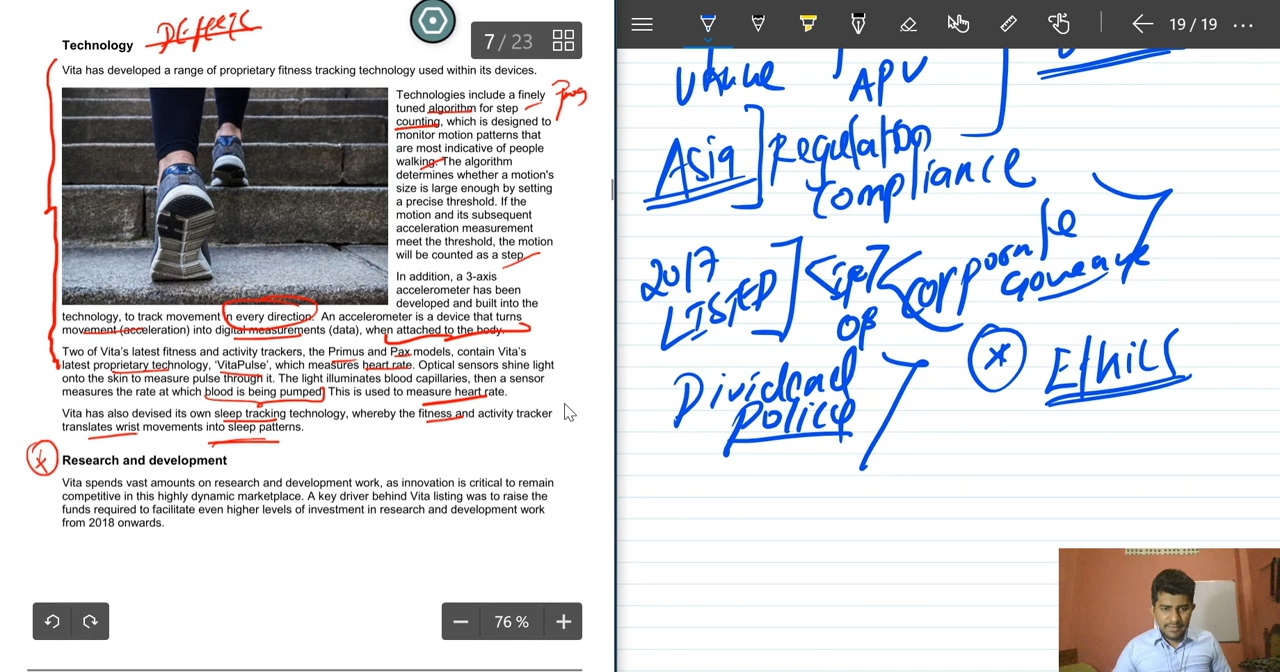 Technology
7 / 23
Vita has developed a range of proprietary fitness tracking technology used within its devices.
Technologies include a finely
tuned algorithm for step
counting, which is designed to
monitor motion patterns that
are most indicative of people
walking. The algorithm
determines whether a motion's
size is large enough by setting
a precise threshold. If the
motion and its subsequent
acceleration measurement
meet the threshold, the motion
will be counted as a step.
In addition, a 3-axis
accelerometer has been
developed and built into the
technology, to track movement in every direction. An accelerometer is a device that turns
movement (acceleration) into digital measurements (data), when attached to the body.
Two of Vita's latest fitness and activity trackers, the Primus and Pax models, contain Vita's
latest proprietary technology, 'VitaPulse', which measures heart rate. Optical sensors shine light
onto the skin to measure pulse through it. The light illuminates blood capillaries, then a sensor
measures the rate at which blood is being pumped. This is used to measure heart rate.
Vita has also devised its own sleep tracking technology, whereby the fitness and activity tracker
translates wrist movements into sleep patterns.
Research and development
Vita spends vast amounts on research and development work, as innovation is critical to remain
competitive in this highly dynamic marketplace. A key driver behind Vita listing was to raise the
funds required to facilitate even higher levels of investment in research and development work
from 2018 onwards.
76 %
19 / 19
Value APV
Asia Regulation
Compliance
2017
LISTED
Corporate
Dividend
Policy
Ethics